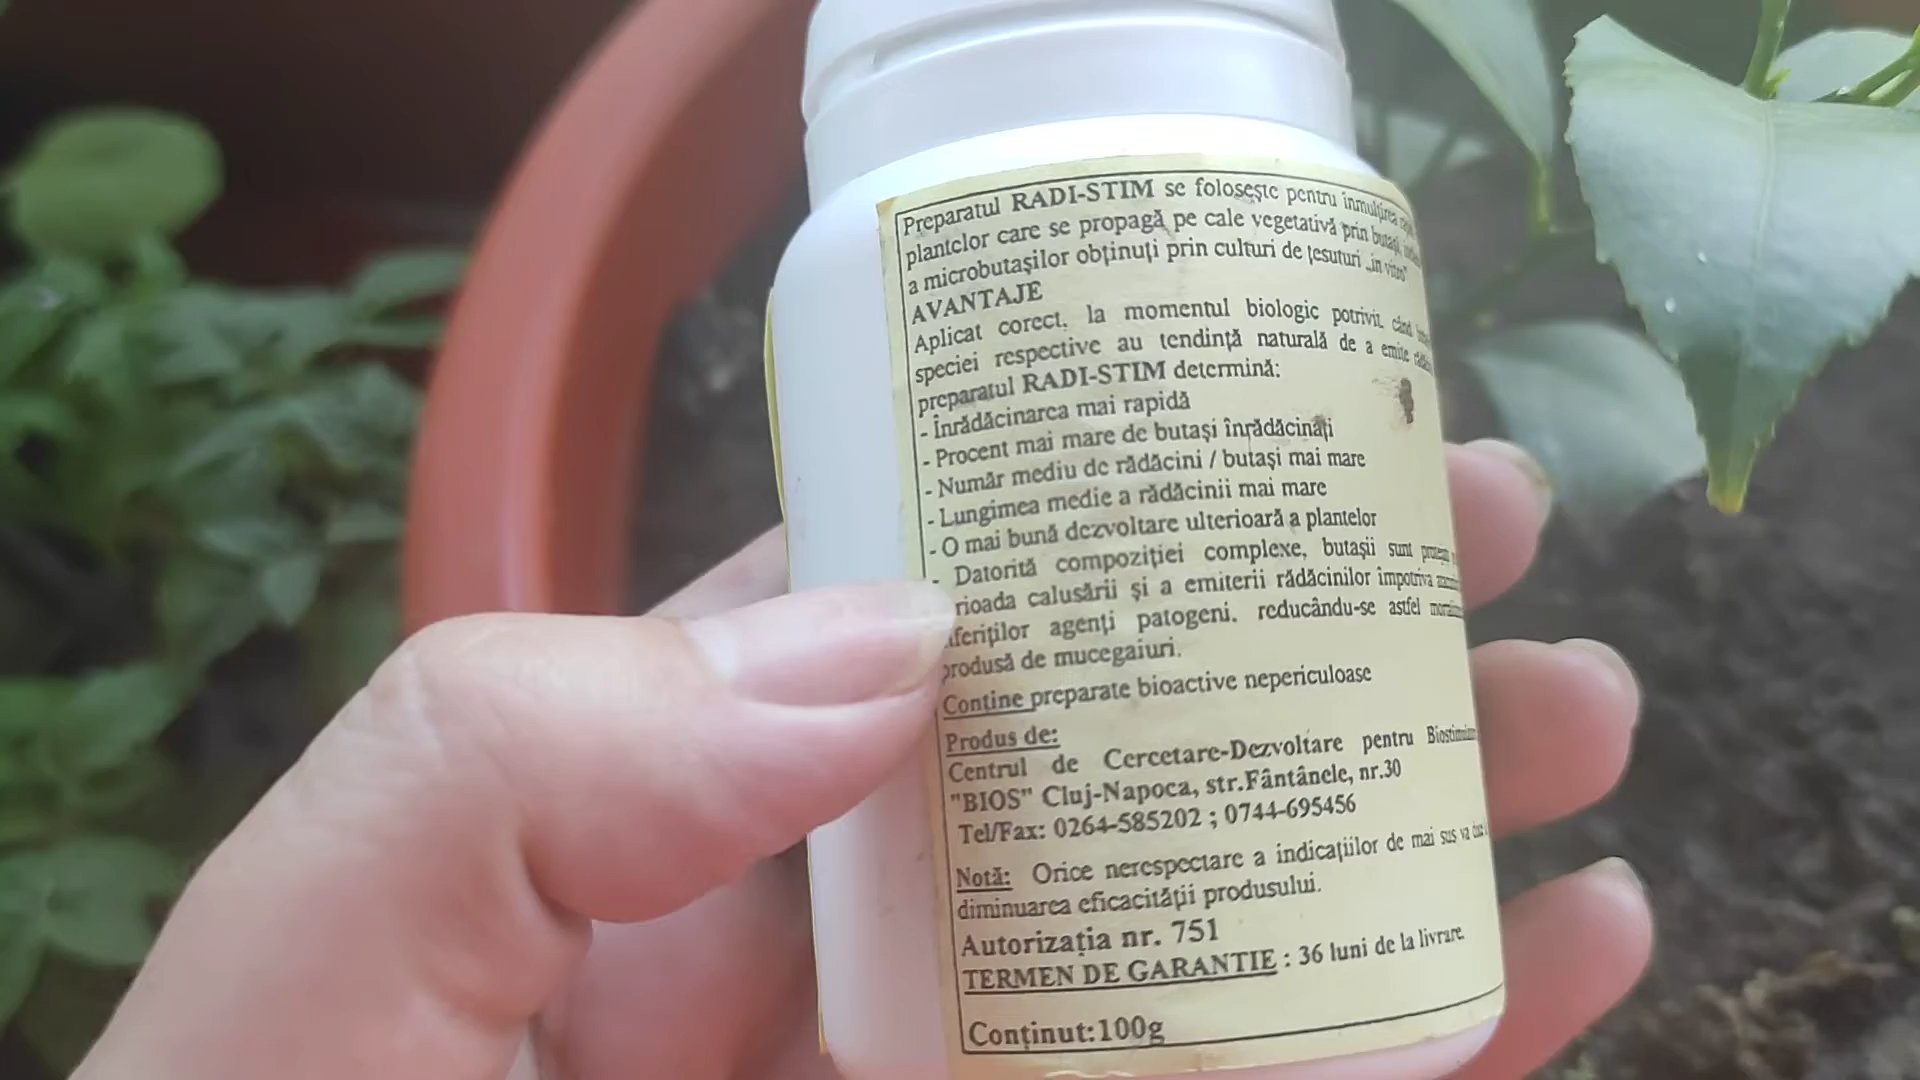 Preparatul RADI-STIM se folosește pentru înmulțirea
plantelor care se propagă pe cale vegetativă prin butași,
a microbutașilor obținuți prin culturi de țesuturi „in vitro"
AVANTAJE
Aplicat corect, la momentul biologic potrivit, când
speciei respective au tendință naturală de a emite
preparatul RADI-STIM determină:
- Înrădăcinarea mai rapidă
- Procent mai mare de butași înrădăcinați
- Număr mediu de rădăcini / butași mai mare
- Lungimea medie a rădăcinii mai mare
- O mai bună dezvoltare ulterioară a plantelor
- Datorită compoziției complexe, butașii sunt
rioada calusării și a emiterii rădăcinilor împotriva
feriților agenți patogeni, reducându-se astfel
produsă de mucegaiuri.
Conține preparate bioactive nepericuloase
Produs de:
Centrul de Cercetare-Dezvoltare pentru
"BIOS" Cluj-Napoca, str.Fântânele, nr.30
Tel/Fax: 0264-585202 ; 0744-695456
Notă: Orice nerespectare a indicațiilor de mai sus va
diminuarea eficacității produsului.
Autorizația nr. 751
TERMEN DE GARANTIE : 36 luni de la livrare.
Conținut:100g